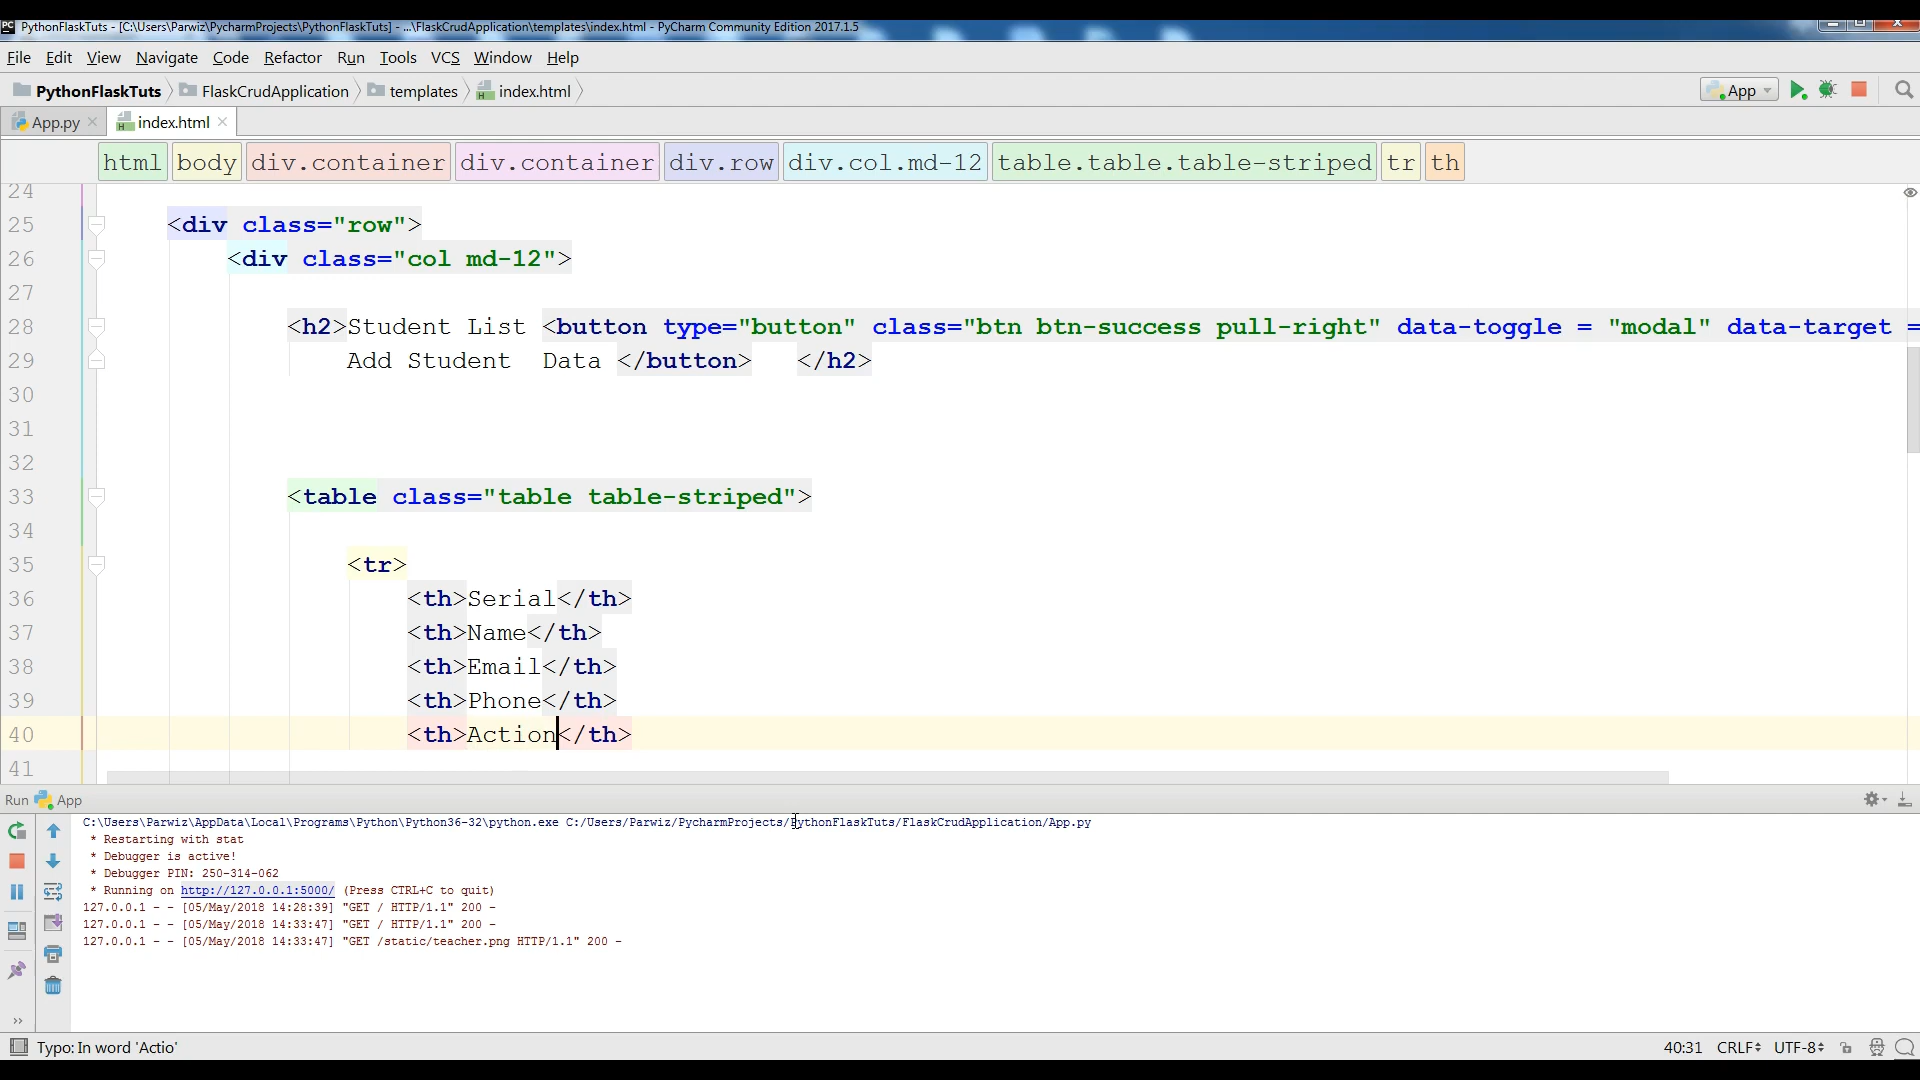 PC PythonFlaskTuts - [C:\Users\Parwiz\PycharmProjects\PythonFlaskTuts] - ...\FlaskCrudApplication\templates\index.html - PyCharm Community Edition 2017.1.5
File Edit View Navigate Code Refactor Run Tools VCS Window Help
PythonFlaskTuts FlaskCrudApplication templates index.html App
App.py index.html
html body div.container div.container div.row div.col.md-12 table.table.table-striped tr th
24
25 <div class="row">
26 <div class="col md-12">
27
28 <h2>Student List <button type="button" class="btn btn-success pull-right" data-toggle = "modal" data-target =
29 Add Student Data </button> </h2>
30
31
32
33 <table class="table table-striped">
34
35 <tr>
36 <th>Serial</th>
37 <th>Name</th>
38 <th>Email</th>
39 <th>Phone</th>
40 <th>Action</th>
41
Run App
C:\Users\Parwiz\AppData\Local\Programs\Python\Python36-32\python.exe C:/Users/Parwiz/PycharmProjects/PythonFlaskTuts/FlaskCrudApplication/App.py
* Restarting with stat
* Debugger is active!
* Debugger PIN: 250-314-062
* Running on http://127.0.0.1:5000/ (Press CTRL+C to quit)
127.0.0.1 - - [05/May/2018 14:28:39] "GET / HTTP/1.1" 200 -
127.0.0.1 - - [05/May/2018 14:33:47] "GET / HTTP/1.1" 200 -
127.0.0.1 - - [05/May/2018 14:33:47] "GET /static/teacher.png HTTP/1.1" 200 -
Typo: In word 'Actio' 40:31 CRLF UTF-8